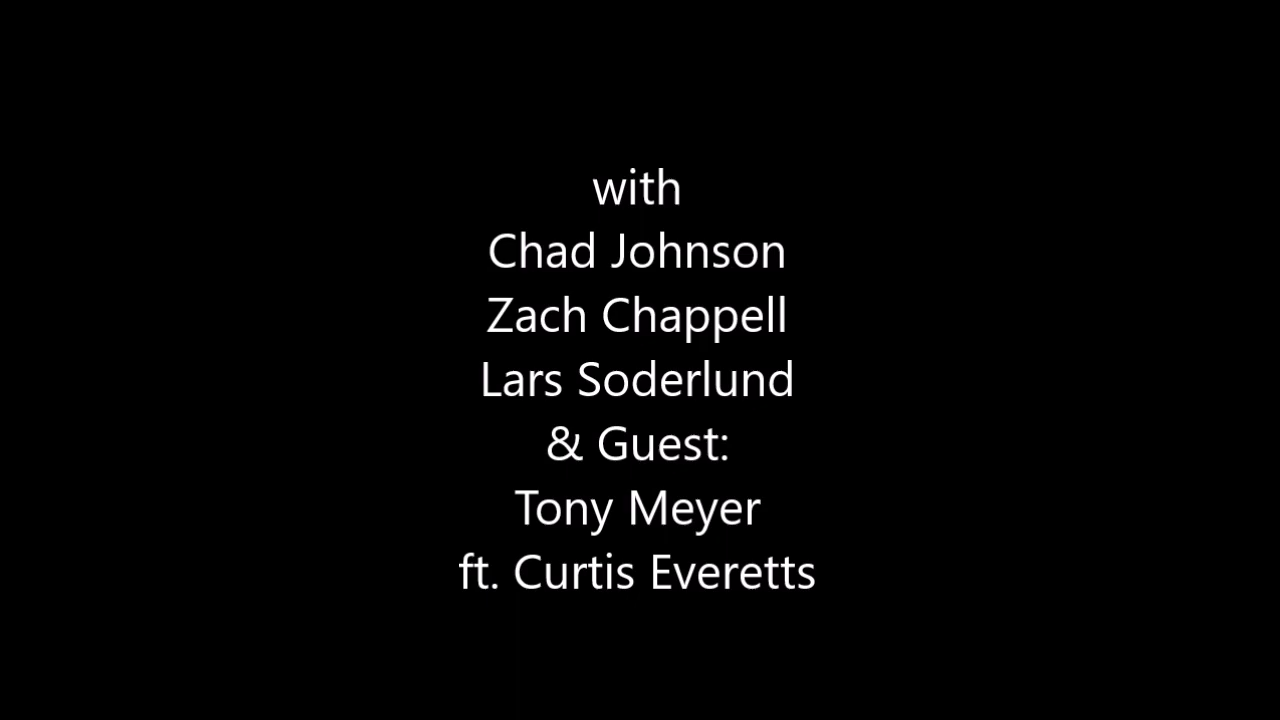 with
Chad Johnson
Zach Chappell
Lars Soderlund
& Guest:
Tony Meyer
ft. Curtis Everetts